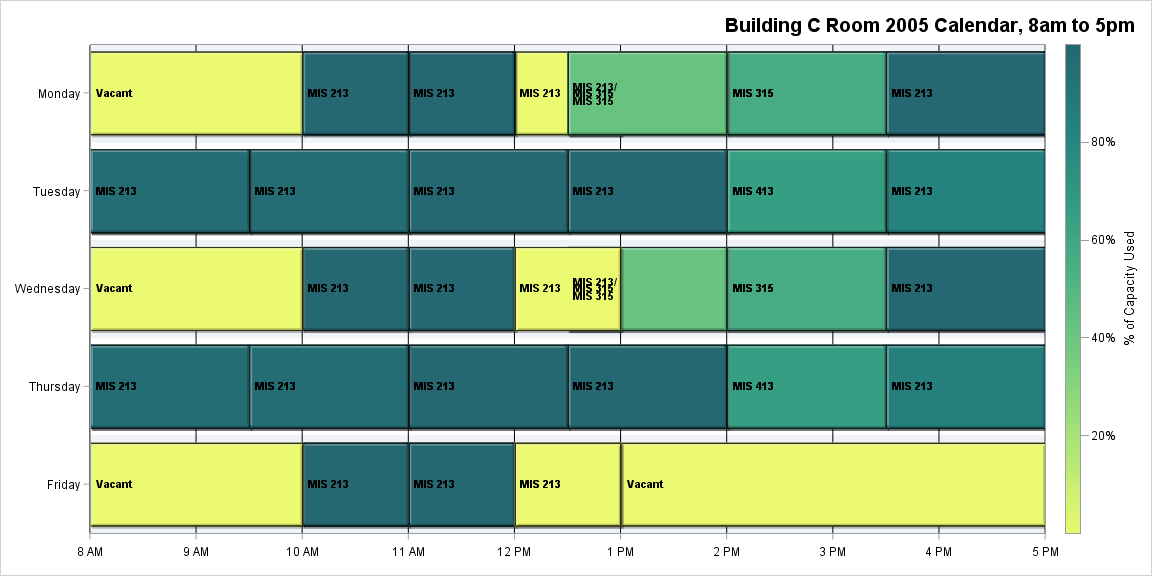 Building C Room 2005 Calendar, 8am to 5pm
Monday
Vacant
MIS 213
MIS 213
MIS 213
MIS 213/
MIS 315
MIS 315
MIS 315
MIS 213
Tuesday
MIS 213
MIS 213
MIS 213
MIS 213
MIS 413
MIS 213
Wednesday
Vacant
MIS 213
MIS 213
MIS 213
MIS 213/
MIS 315
MIS 315
MIS 315
MIS 213
Thursday
MIS 213
MIS 213
MIS 213
MIS 213
MIS 413
MIS 213
Friday
Vacant
MIS 213
MIS 213
MIS 213
Vacant
8 AM
9 AM
10 AM
11 AM
12 PM
1 PM
2 PM
3 PM
4 PM
5 PM
80%
60%
40%
20%
% of Capacity Used